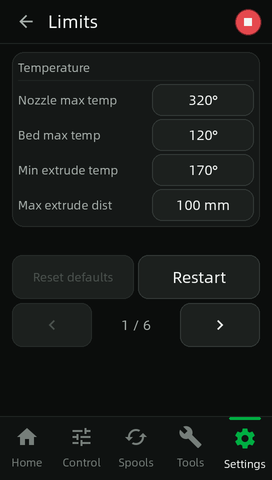 Limits
Temperature
Nozzle max temp 320°
Bed max temp 120°
Min extrude temp 170°
Max extrude dist 100 mm
Reset defaults Restart
1 / 6
Home Control Spools Tools Settings